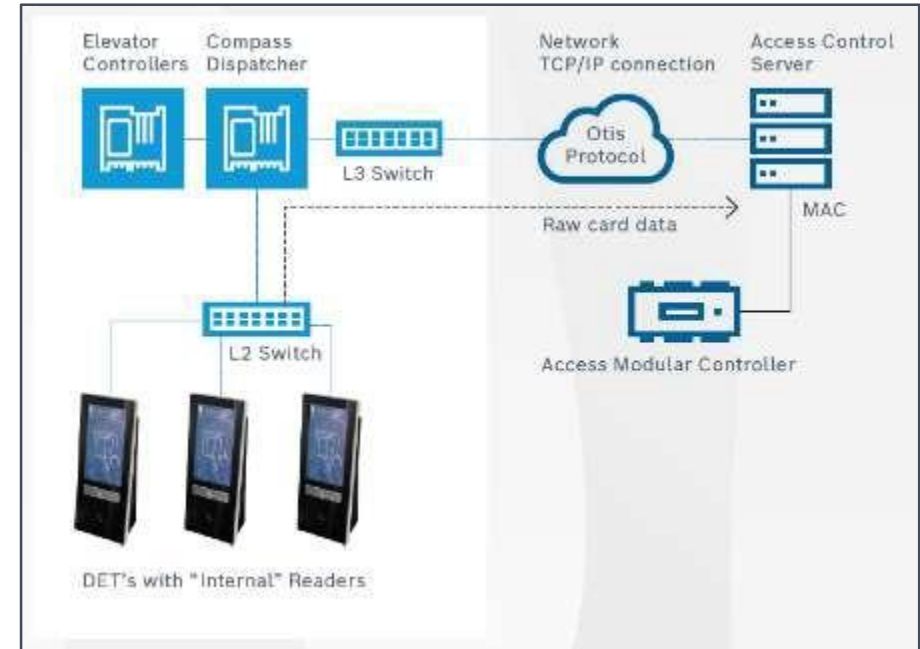 Elevator
Controllers
Compass
Dispatcher
Network
TCP/IP connection
Access Control
Server
Otis
Protocol
L3 Switch
MAC
Raw card data
L2 Switch
Access Modular Controller
DET's with "Internal" Readers